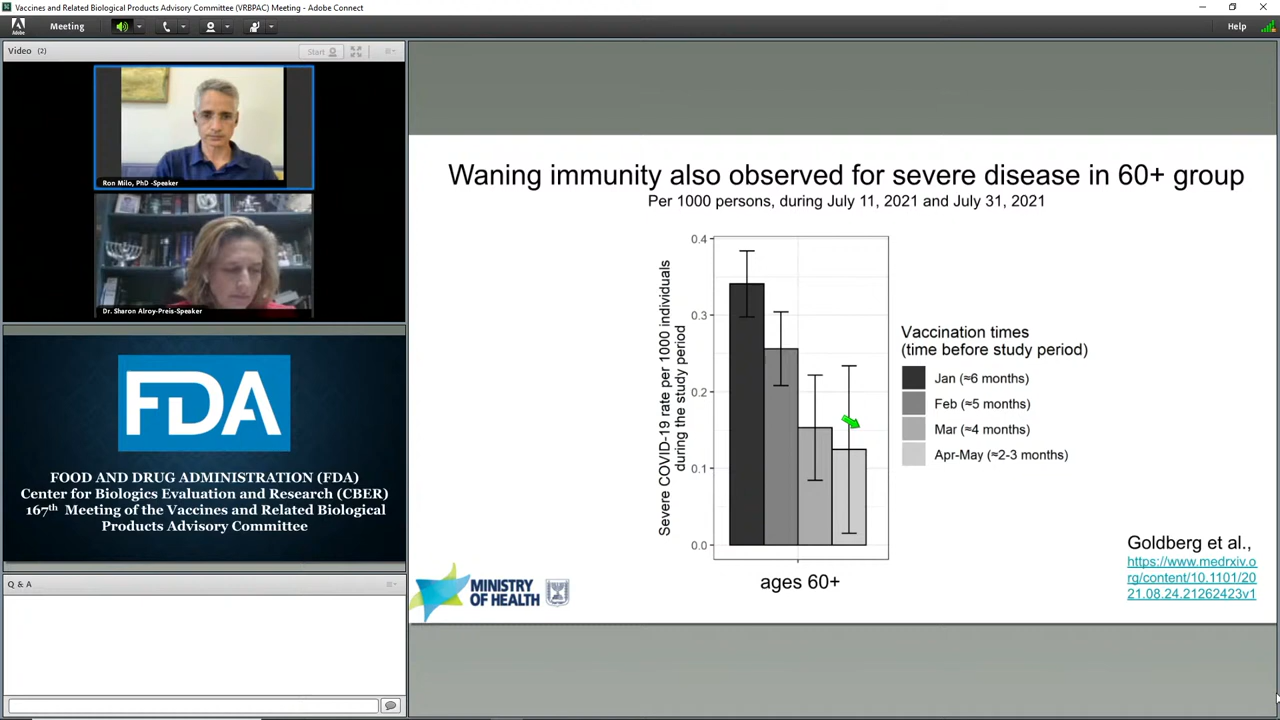 Vaccines and Related Biological Products Advisory Committee (VRBPAC) Meeting - Adobe Connect
Adobe
Meeting
Help
Video (2)
Start
Ron Milo, PhD -Speaker
Dr. Sharon Alroy-Preis-Speaker
FDA
FOOD AND DRUG ADMINISTRATION (FDA)
Center for Biologics Evaluation and Research (CBER)
167th Meeting of the Vaccines and Related Biological
Products Advisory Committee
Q & A
Waning immunity also observed for severe disease in 60+ group
Per 1000 persons, during July 11, 2021 and July 31, 2021
Severe COVID-19 rate per 1000 individuals
during the study period
0.4
0.3
0.2
0.1
0.0
ages 60+
Vaccination times
(time before study period)
Jan (≈6 months)
Feb (≈5 months)
Mar (≈4 months)
Apr-May (≈2-3 months)
MINISTRY
OF HEALTH
Goldberg et al.,
https://www.medrxiv.o
rg/content/10.1101/20
21.08.24.21262423v1